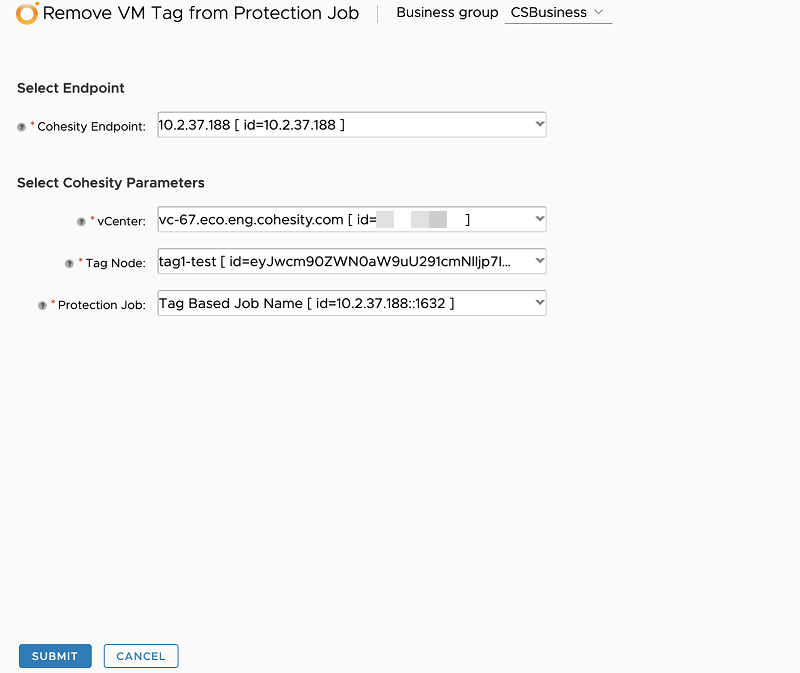 Remove VM Tag from Protection Job Business group CSBusiness
Select Endpoint
* Cohesity Endpoint: 10.2.37.188 [ id=10.2.37.188 ]
Select Cohesity Parameters
* vCenter: vc-67.eco.eng.cohesity.com [ id= ]
* Tag Node: tag1-test [ id=eyJwcm90ZWN0aW9uU291cmNlIjp7I...
* Protection Job: Tag Based Job Name [ id=10.2.37.188::1632 ]
SUBMIT CANCEL